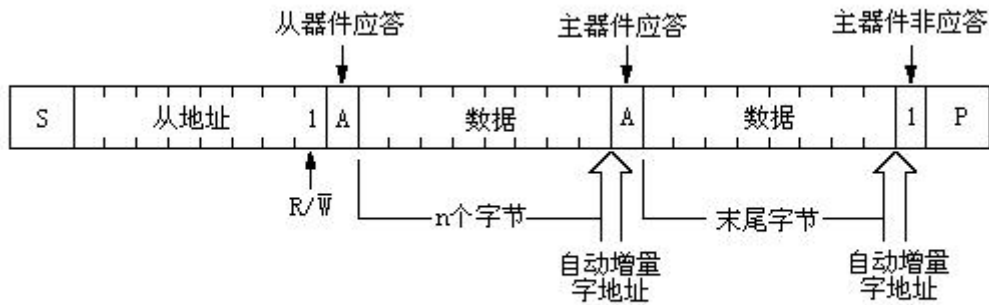 从器件应答 主器件应答 主器件非应答
S 从地址 1 A 数据 A 数据 1 P
R/W̅
n个字节 末尾字节
自动增量 自动增量
字地址 字地址